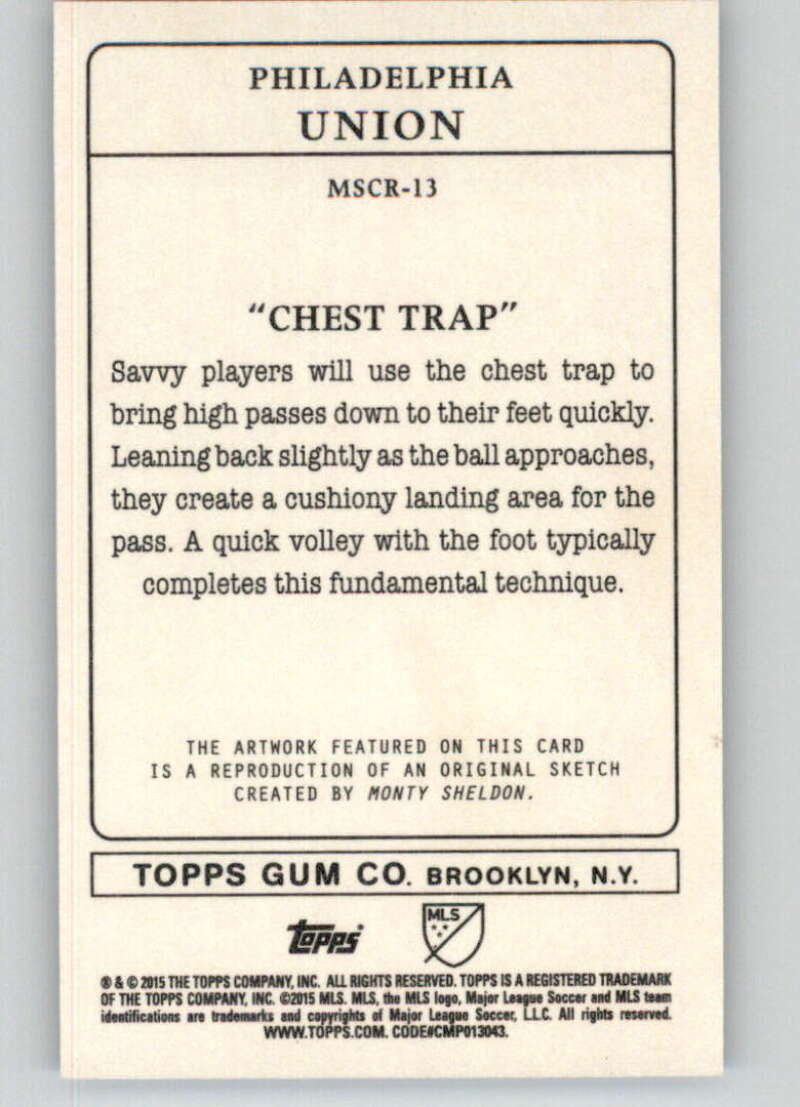 PHILADELPHIA
UNION
MSCR-13
"CHEST TRAP"
Savvy players will use the chest trap to
bring high passes down to their feet quickly.
Leaning back slightly as the ball approaches,
they create a cushiony landing area for the
pass. A quick volley with the foot typically
completes this fundamental technique.
THE ARTWORK FEATURED ON THIS CARD
IS A REPRODUCTION OF AN ORIGINAL SKETCH
CREATED BY MONTY SHELDON.
TOPPS GUM CO. BROOKLYN, N.Y.
topps MLS
® & © 2015 THE TOPPS COMPANY, INC. ALL RIGHTS RESERVED. TOPPS IS A REGISTERED TRADEMARK
OF THE TOPPS COMPANY, INC. ©2015 MLS. MLS, the MLS logo, Major League Soccer and MLS team
identifications are trademarks and copyrights of Major League Soccer, L.L.C. All rights reserved.
WWW.TOPPS.COM. CODE#CMP013043.